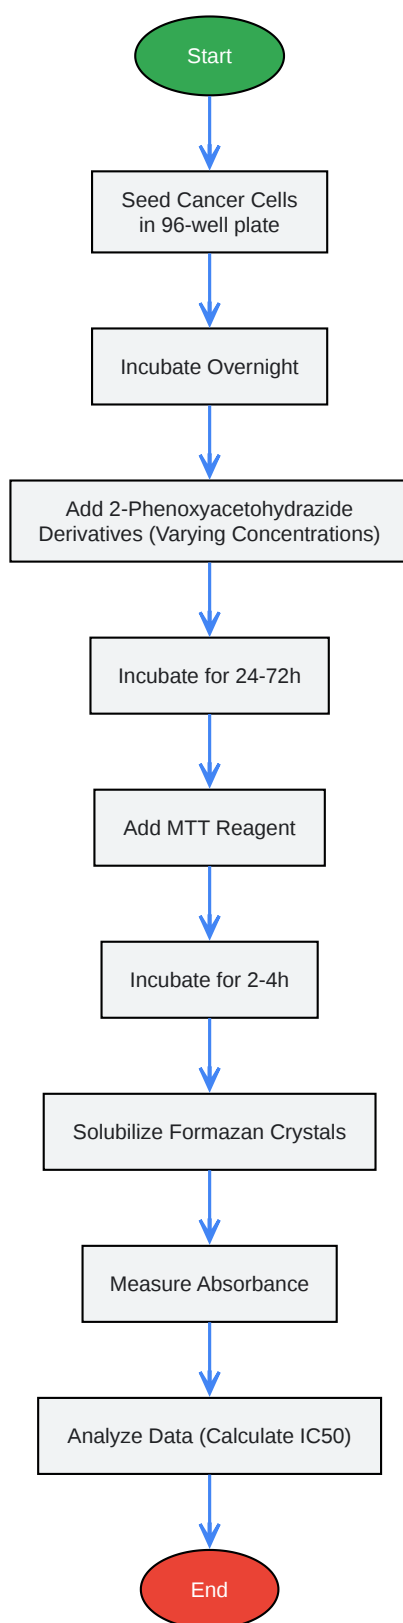 Start
Seed Cancer Cells
in 96-well plate
Incubate Overnight
Add 2-Phenoxyacetohydrazide
Derivatives (Varying Concentrations)
Incubate for 24-72h
Add MTT Reagent
Incubate for 2-4h
Solubilize Formazan Crystals
Measure Absorbance
Analyze Data (Calculate IC50)
End